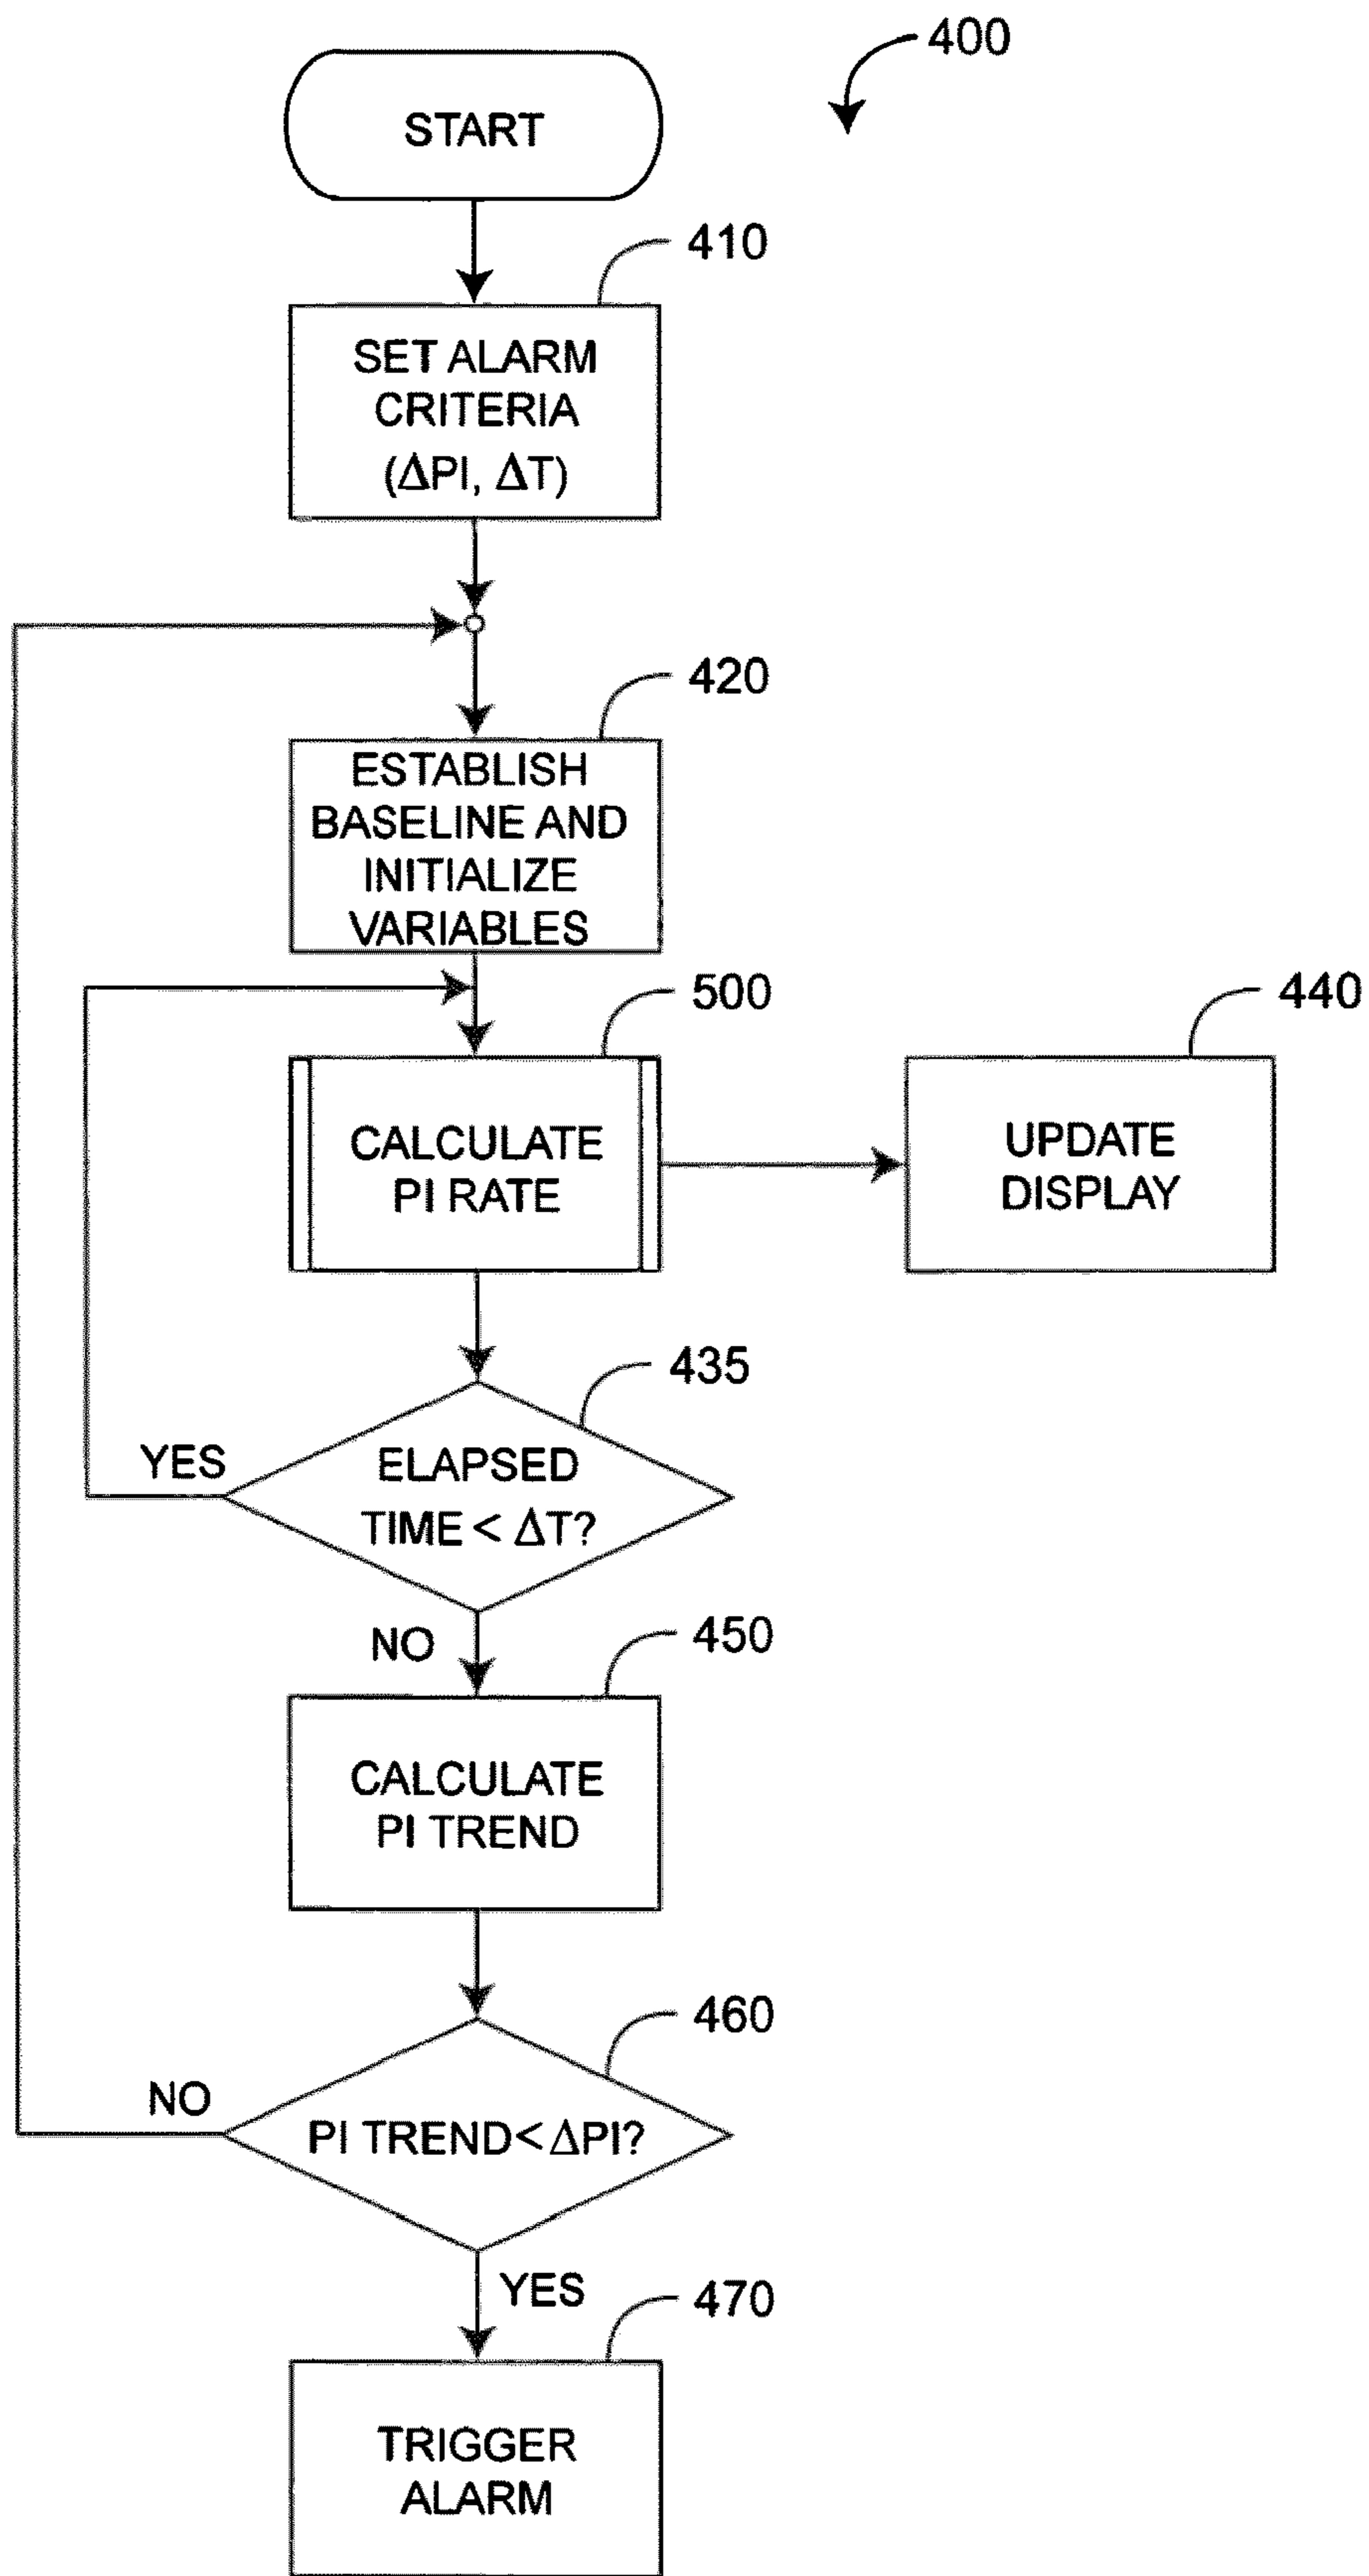 400
START
410
SET ALARM
CRITERIA
(ΔPI, ΔT)
420
ESTABLISH
BASELINE AND
INITIALIZE
VARIABLES
500
440
CALCULATE
PI RATE
UPDATE
DISPLAY
435
YES
ELAPSED
TIME < ΔT?
NO
450
CALCULATE
PI TREND
460
NO
PI TREND< ΔPI?
YES
470
TRIGGER
ALARM